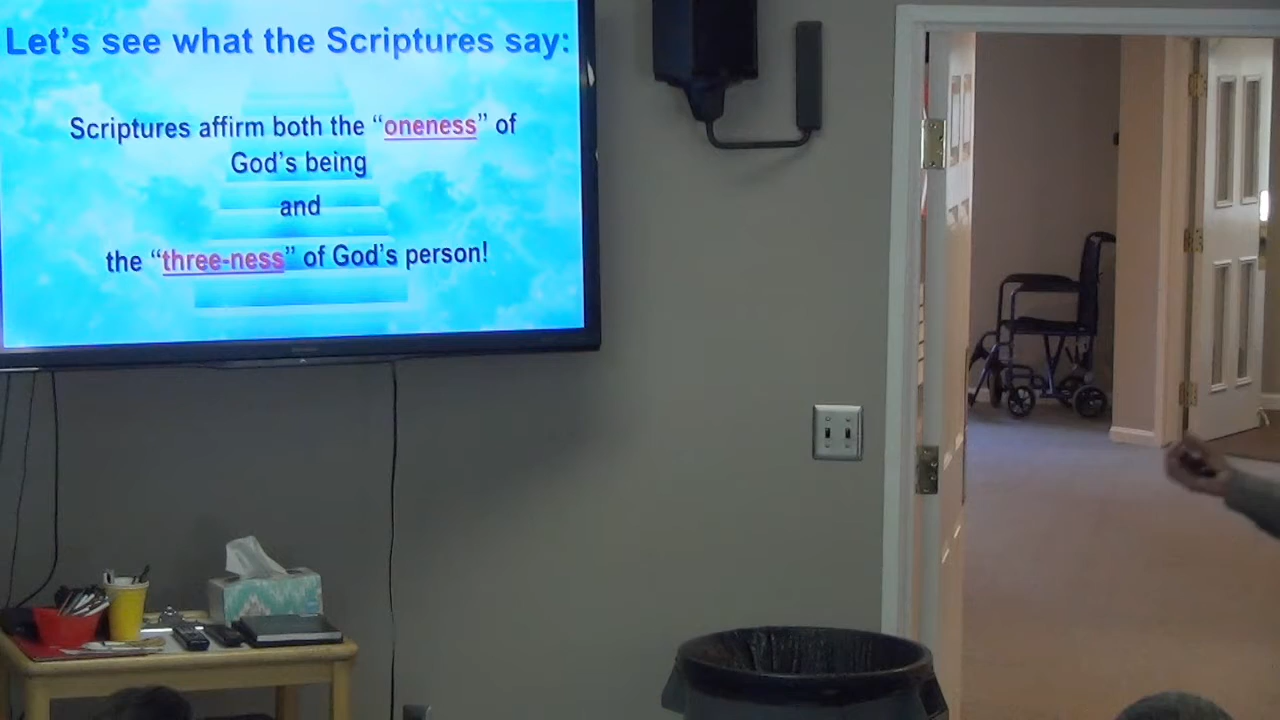 Let's see what the Scriptures say:
Scriptures affirm both the “oneness” of
God's being
and
the “three-ness” of God's person!